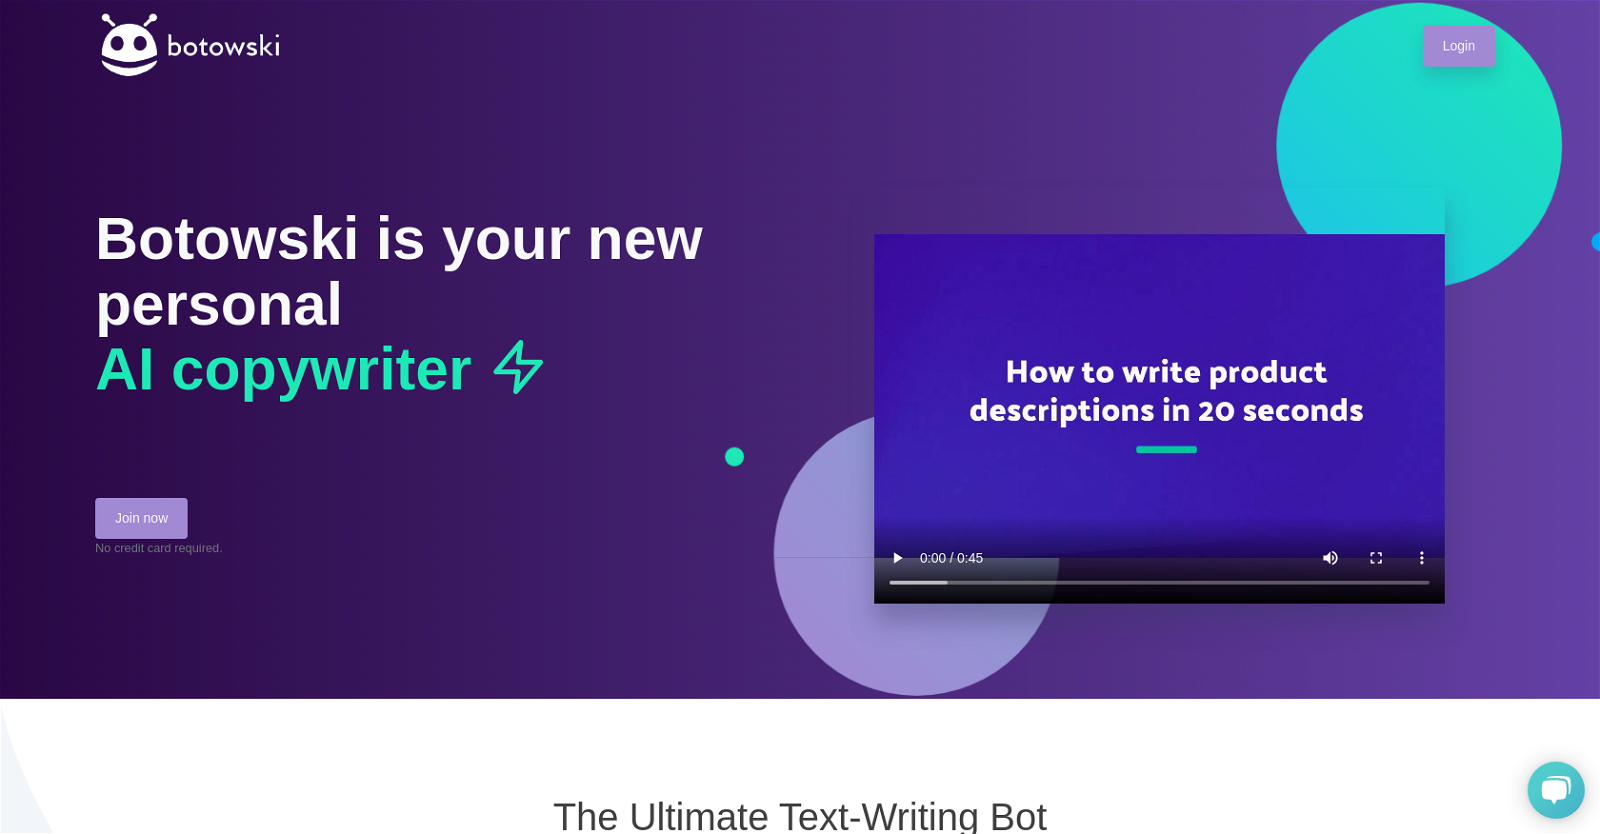 botowski
Login
Botowski is your new
personal
AI copywriter
How to write product
descriptions in 20 seconds
Join now
No credit card required.
0:00 / 0:45
The Ultimate Text-Writing Bot